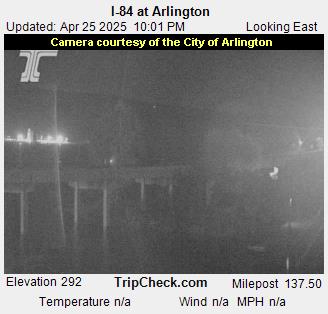 I-84 at Arlington
Updated: Apr 25 2025 10:01 PM Looking East
Camera courtesy of the City of Arlington
Elevation 292 TripCheck.com Milepost 137.50
Temperature n/a Wind n/a MPH n/a